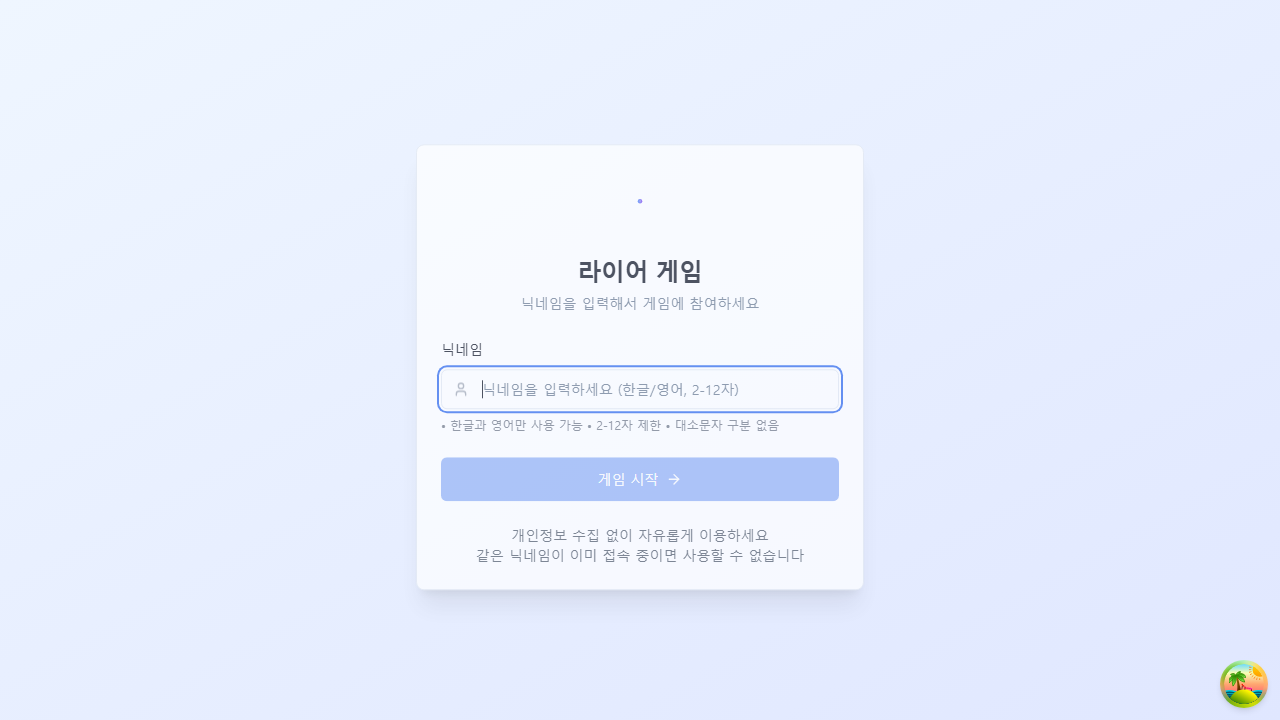 라이어 게임
닉네임을 입력해서 게임에 참여하세요
닉네임
닉네임을 입력하세요 (한글/영어, 2-12자)
• 한글과 영어만 사용 가능 • 2-12자 제한 • 대소문자 구분 없음
게임 시작 →
개인정보 수집 없이 자유롭게 이용하세요
같은 닉네임이 이미 접속 중이면 사용할 수 없습니다